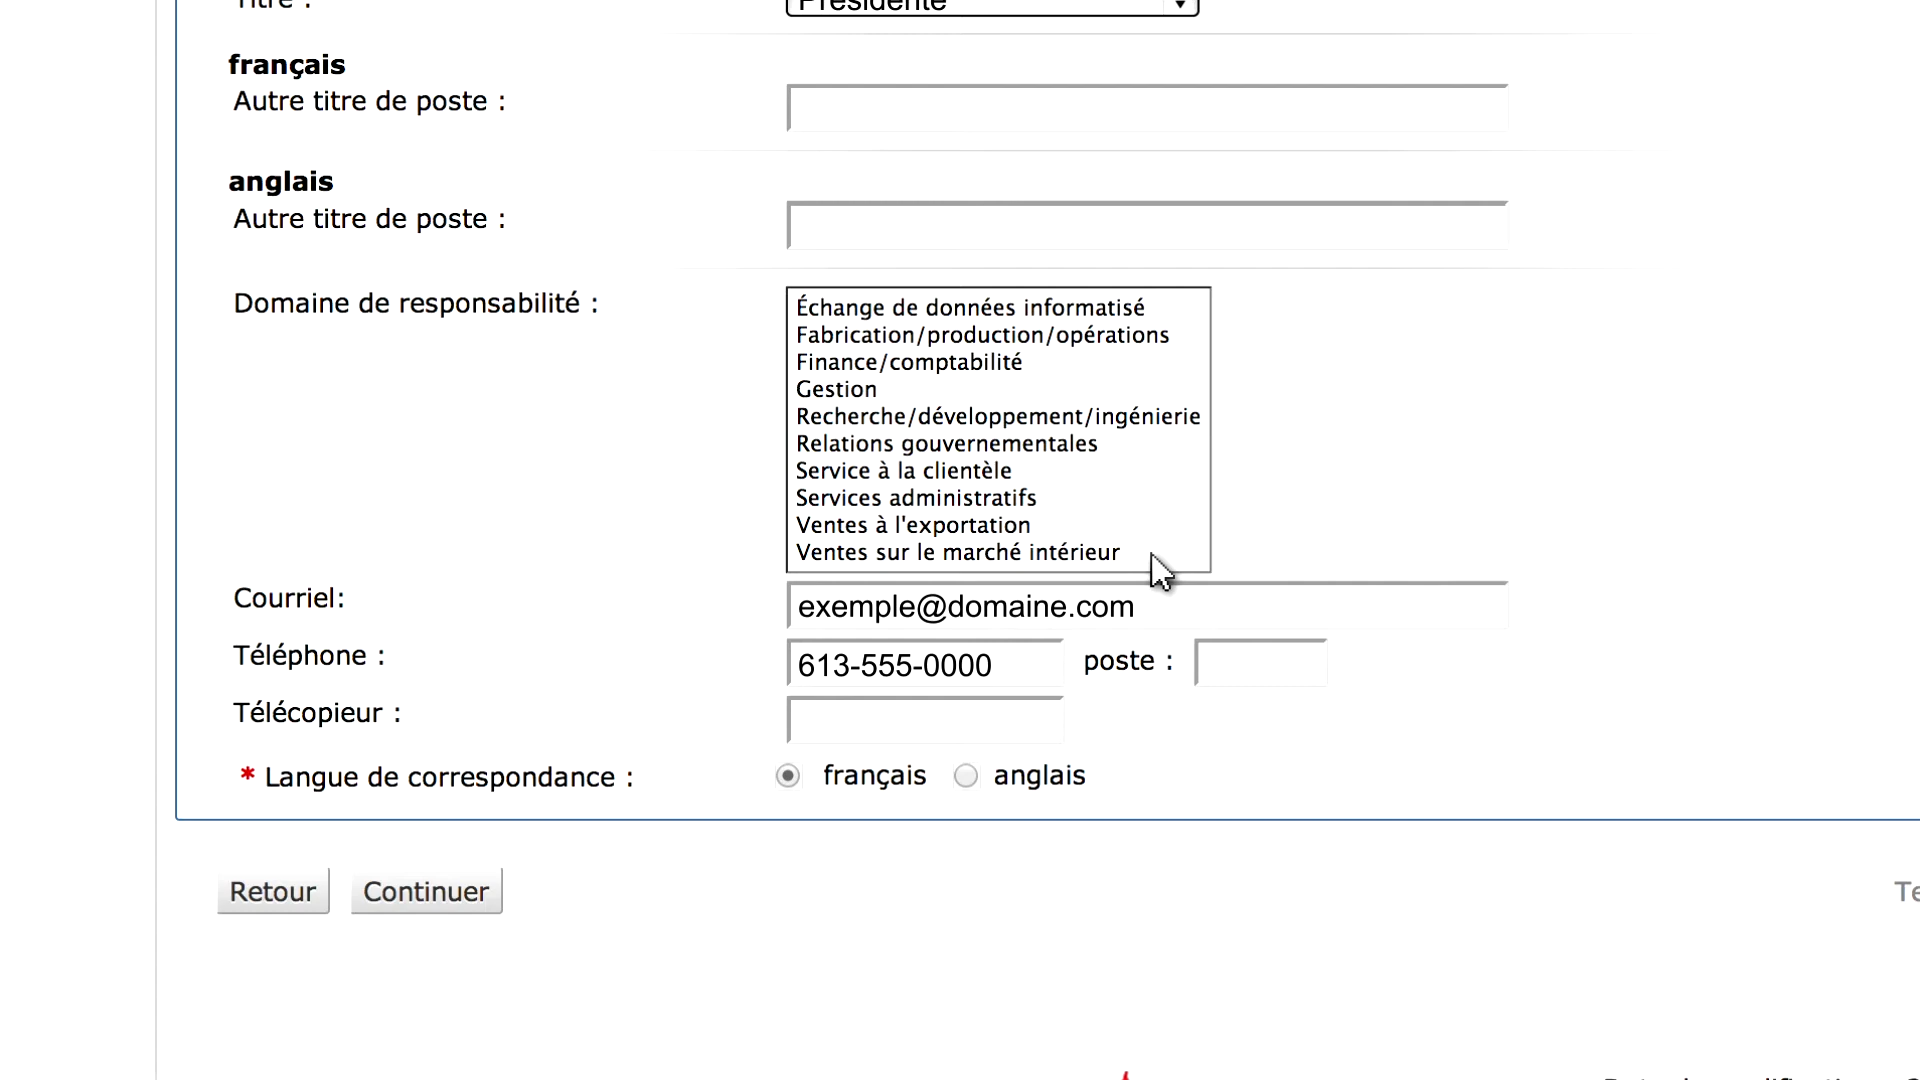 Titre : Présidente
français
Autre titre de poste :
anglais
Autre titre de poste :
Domaine de responsabilité :
Échange de données informatisé
Fabrication/production/opérations
Finance/comptabilité
Gestion
Recherche/développement/ingénierie
Relations gouvernementales
Service à la clientèle
Services administratifs
Ventes à l'exportation
Ventes sur le marché intérieur
Courriel: exemple@domaine.com
Téléphone : 613-555-0000 poste :
Télécopieur :
* Langue de correspondance : français anglais
Retour Continuer